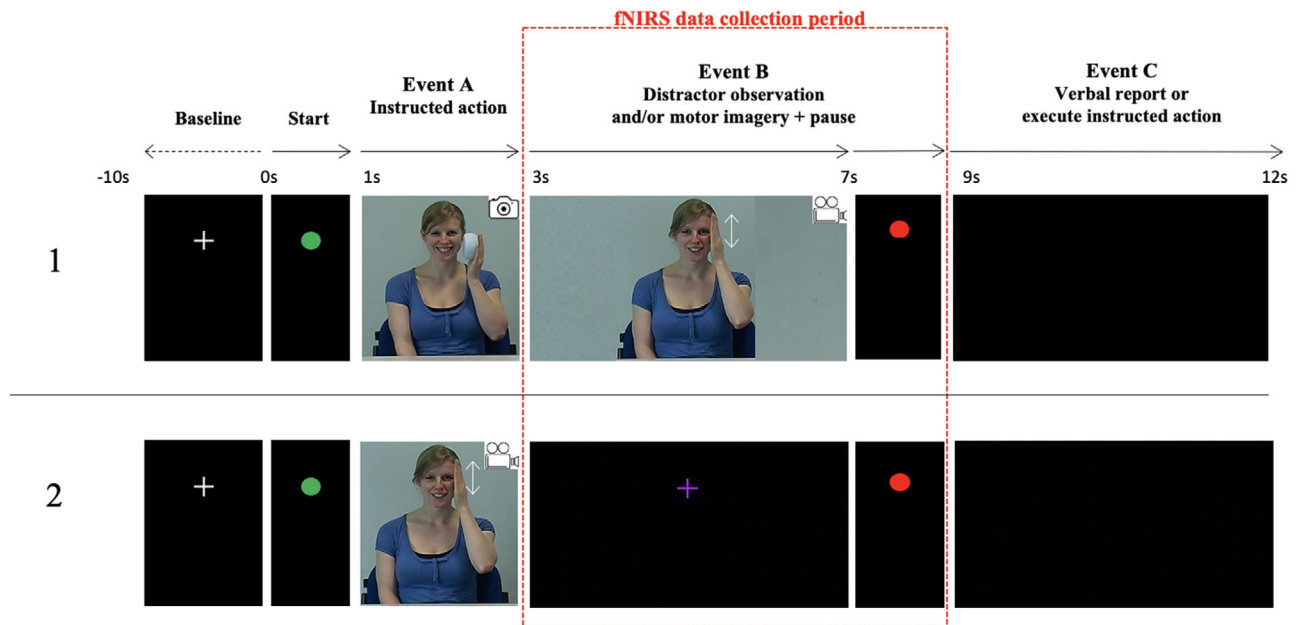 fNIRS data collection period
Event A
Instructed action
Event B
Distractor observation
and/or motor imagery + pause
Event C
Verbal report or
execute instructed action
Baseline
Start
-10s
0s
1s
3s
7s
9s
12s
1
2